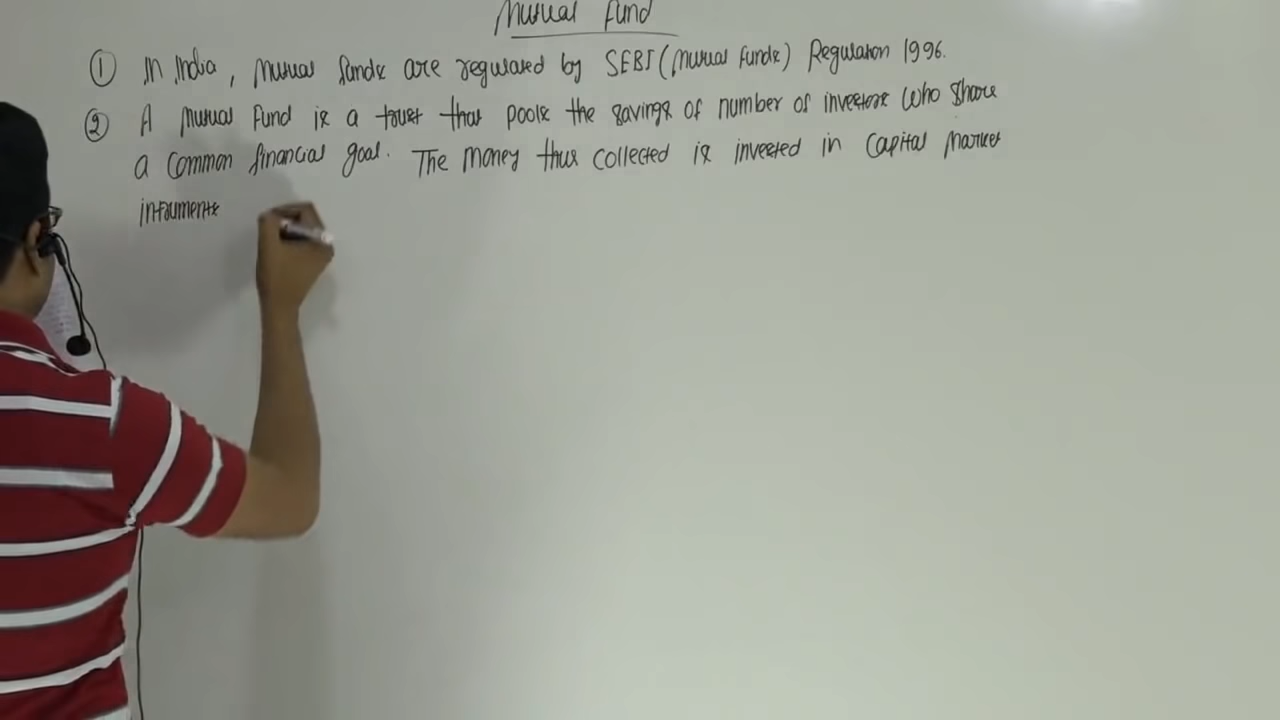 Mutual Fund
① In India, Mutual Funds are regulated by SEBI (Mutual Funds) Regulation 1996.
② A Mutual Fund is a trust that pools the savings of number of investors who share
a common financial goal. The money thus collected is invested in Capital Market
intruments